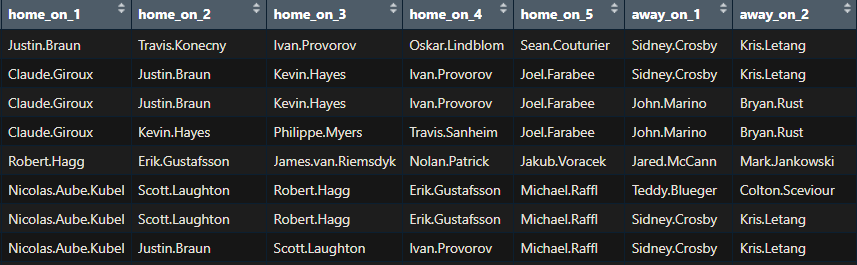 home_on_1 home_on_2 home_on_3 home_on_4 home_on_5 away_on_1 away_on_2
Justin.Braun Travis.Konecny Ivan.Provorov Oskar.Lindblom Sean.Couturier Sidney.Crosby Kris.Letang
Claude.Giroux Justin.Braun Kevin.Hayes Ivan.Provorov Joel.Farabee Sidney.Crosby Kris.Letang
Claude.Giroux Justin.Braun Kevin.Hayes Ivan.Provorov Joel.Farabee John.Marino Bryan.Rust
Claude.Giroux Kevin.Hayes Philippe.Myers Travis.Sanheim Joel.Farabee John.Marino Bryan.Rust
Robert.Hagg Erik.Gustafsson James.van.Riemsdyk Nolan.Patrick Jakub.Voracek Jared.McCann Mark.Jankowski
Nicolas.Aube.Kubel Scott.Laughton Robert.Hagg Erik.Gustafsson Michael.Raffl Teddy.Blueger Colton.Sceviour
Nicolas.Aube.Kubel Scott.Laughton Robert.Hagg Erik.Gustafsson Michael.Raffl Sidney.Crosby Kris.Letang
Nicolas.Aube.Kubel Justin.Braun Scott.Laughton Ivan.Provorov Michael.Raffl Sidney.Crosby Kris.Letang